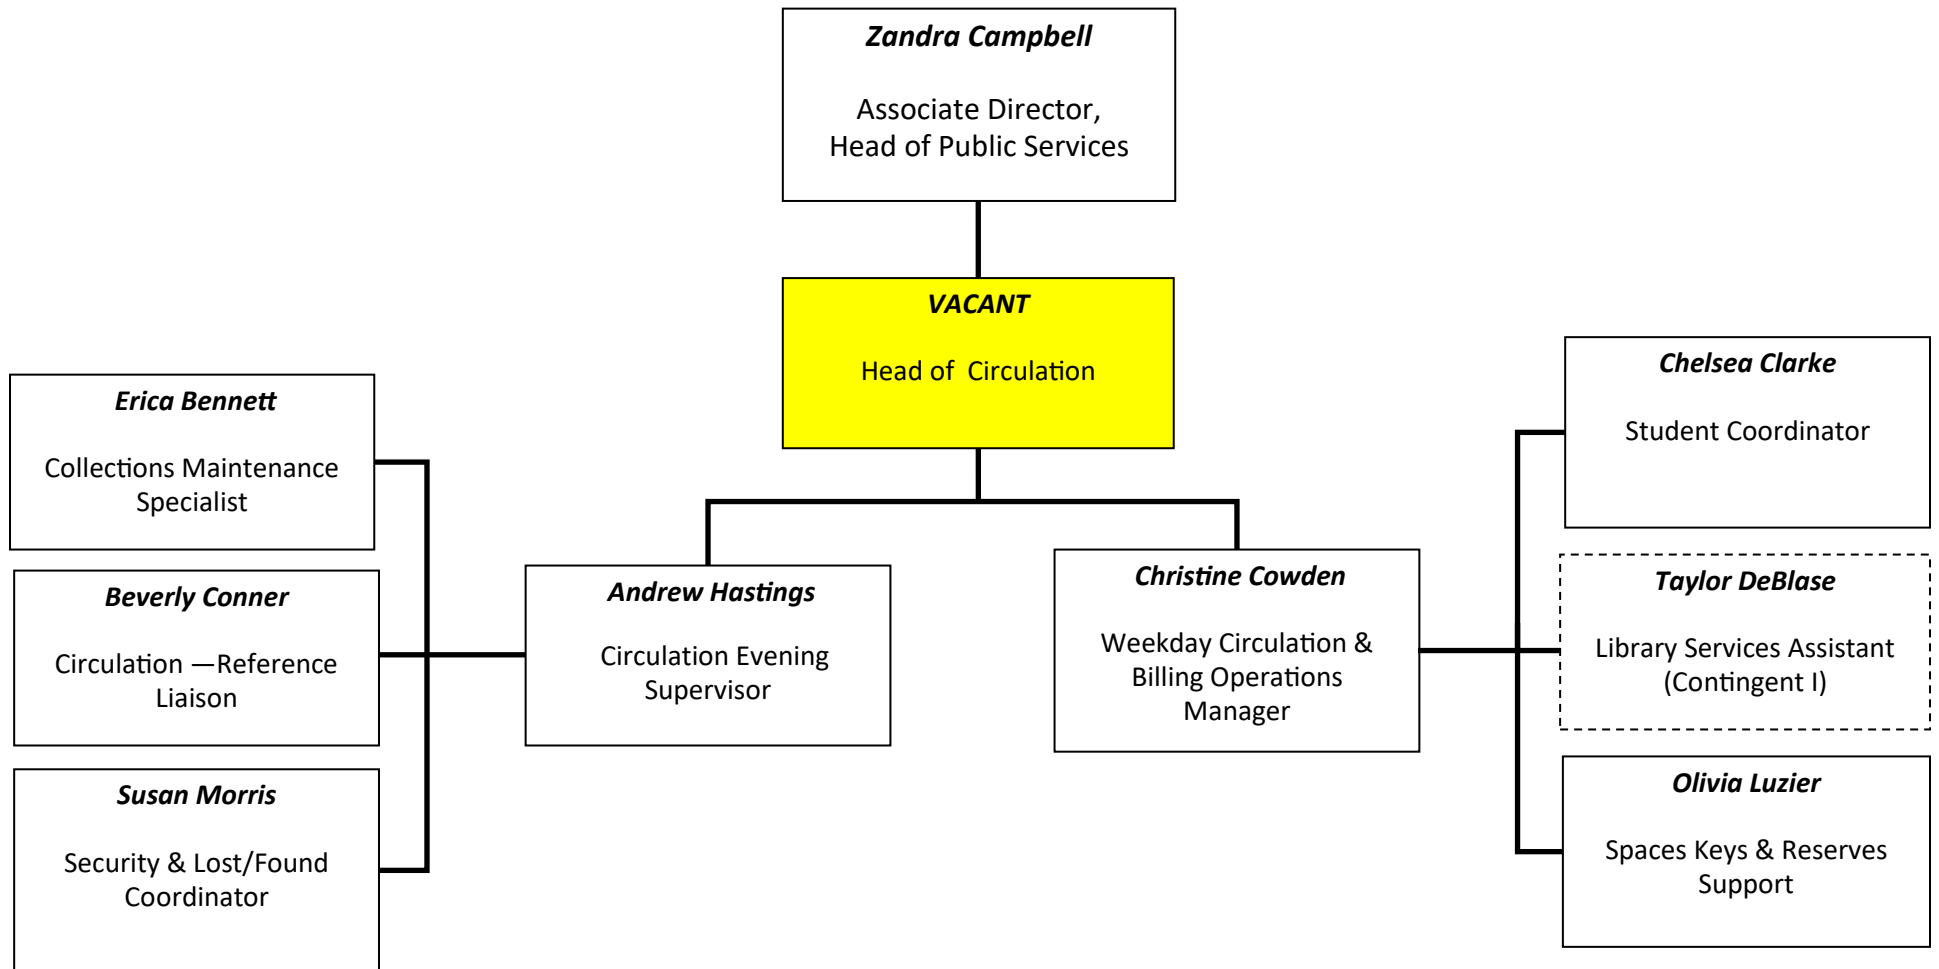 Zandra Campbell
Associate Director,
Head of Public Services
VACANT
Head of  Circulation
Erica Bennett
Collections Maintenance
Specialist
Beverly Conner
Circulation —Reference
Liaison
Susan Morris
Security & Lost/Found
Coordinator
Andrew Hastings
Circulation Evening
Supervisor
Christine Cowden
Weekday Circulation &
Billing Operations
Manager
Chelsea Clarke
Student Coordinator
Taylor DeBlase
Library Services Assistant
(Contingent I)
Olivia Luzier
Spaces Keys & Reserves
Support